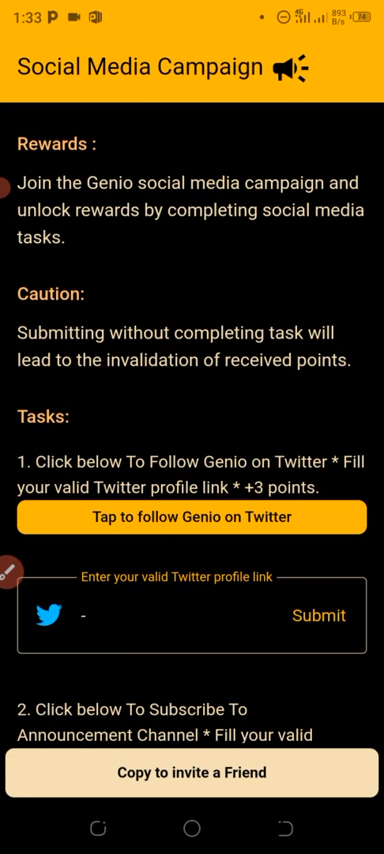 1:33
4G
893
B/s
Social Media Campaign
Rewards :
Join the Genio social media campaign and
unlock rewards by completing social media
tasks.
Caution:
Submitting without completing task will
lead to the invalidation of received points.
Tasks:
1. Click below To Follow Genio on Twitter * Fill
your valid Twitter profile link * +3 points.
Tap to follow Genio on Twitter
Enter your valid Twitter profile link
- Submit
2. Click below To Subscribe To
Announcement Channel * Fill your valid
Copy to invite a Friend